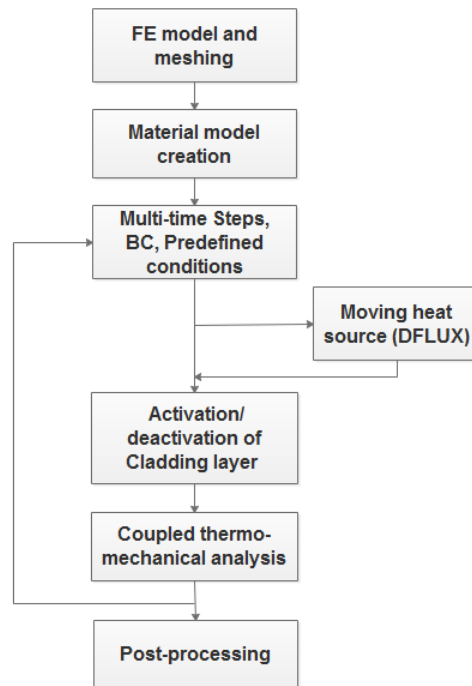 FE model and
meshing
Material model
creation
Multi-time Steps,
BC, Predefined
conditions
Moving heat
source (DFLUX)
Activation/
deactivation of
Cladding layer
Coupled thermo-
mechanical analysis
Post-processing